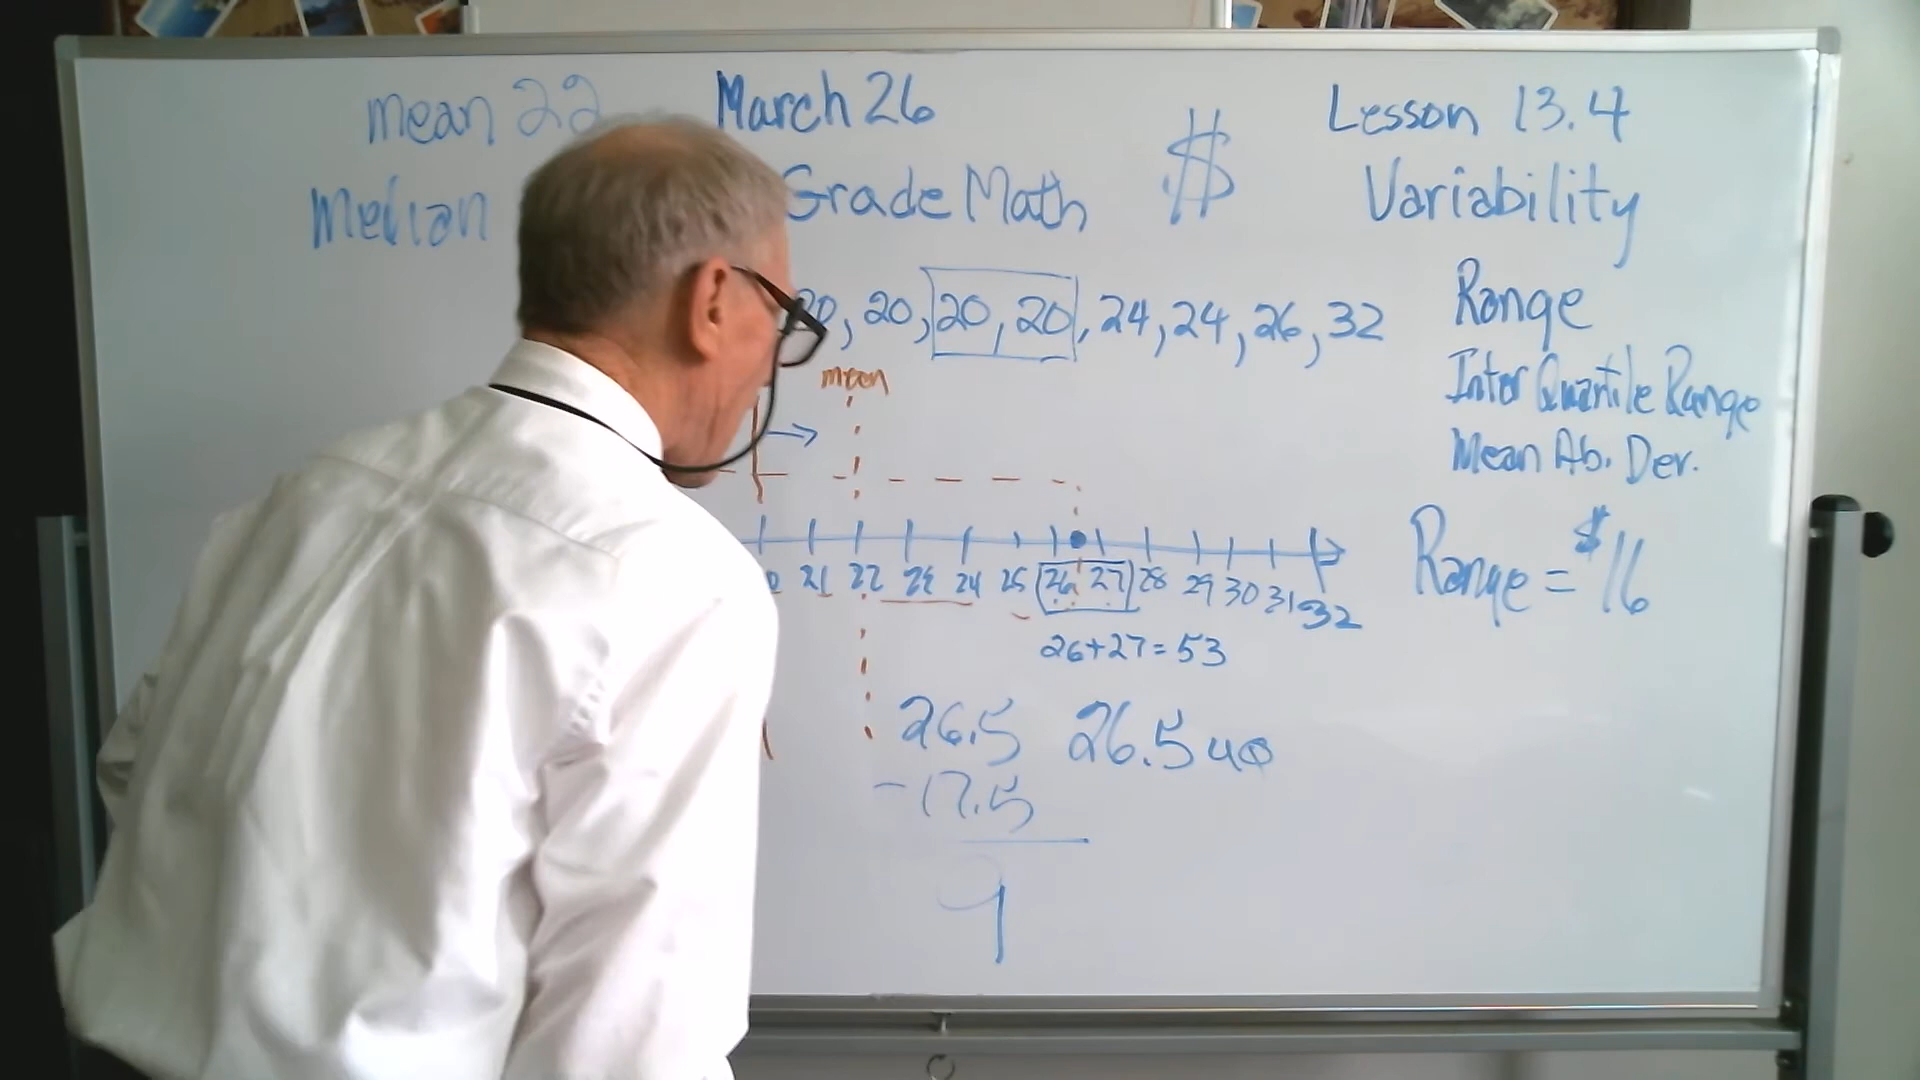 mean 22
March 26
Lesson 13.4
Median
Grade Math
$
Variability
20, 20, 20, 20, 24, 24, 26, 32
Range
Inter Quartile Range
mean
Mean Ab. Dev.
21 22 23 24 25 26 27 28 29 30 31 32
Range = $16
26+27=53
26.5
26.5 UQ
-17.5
9